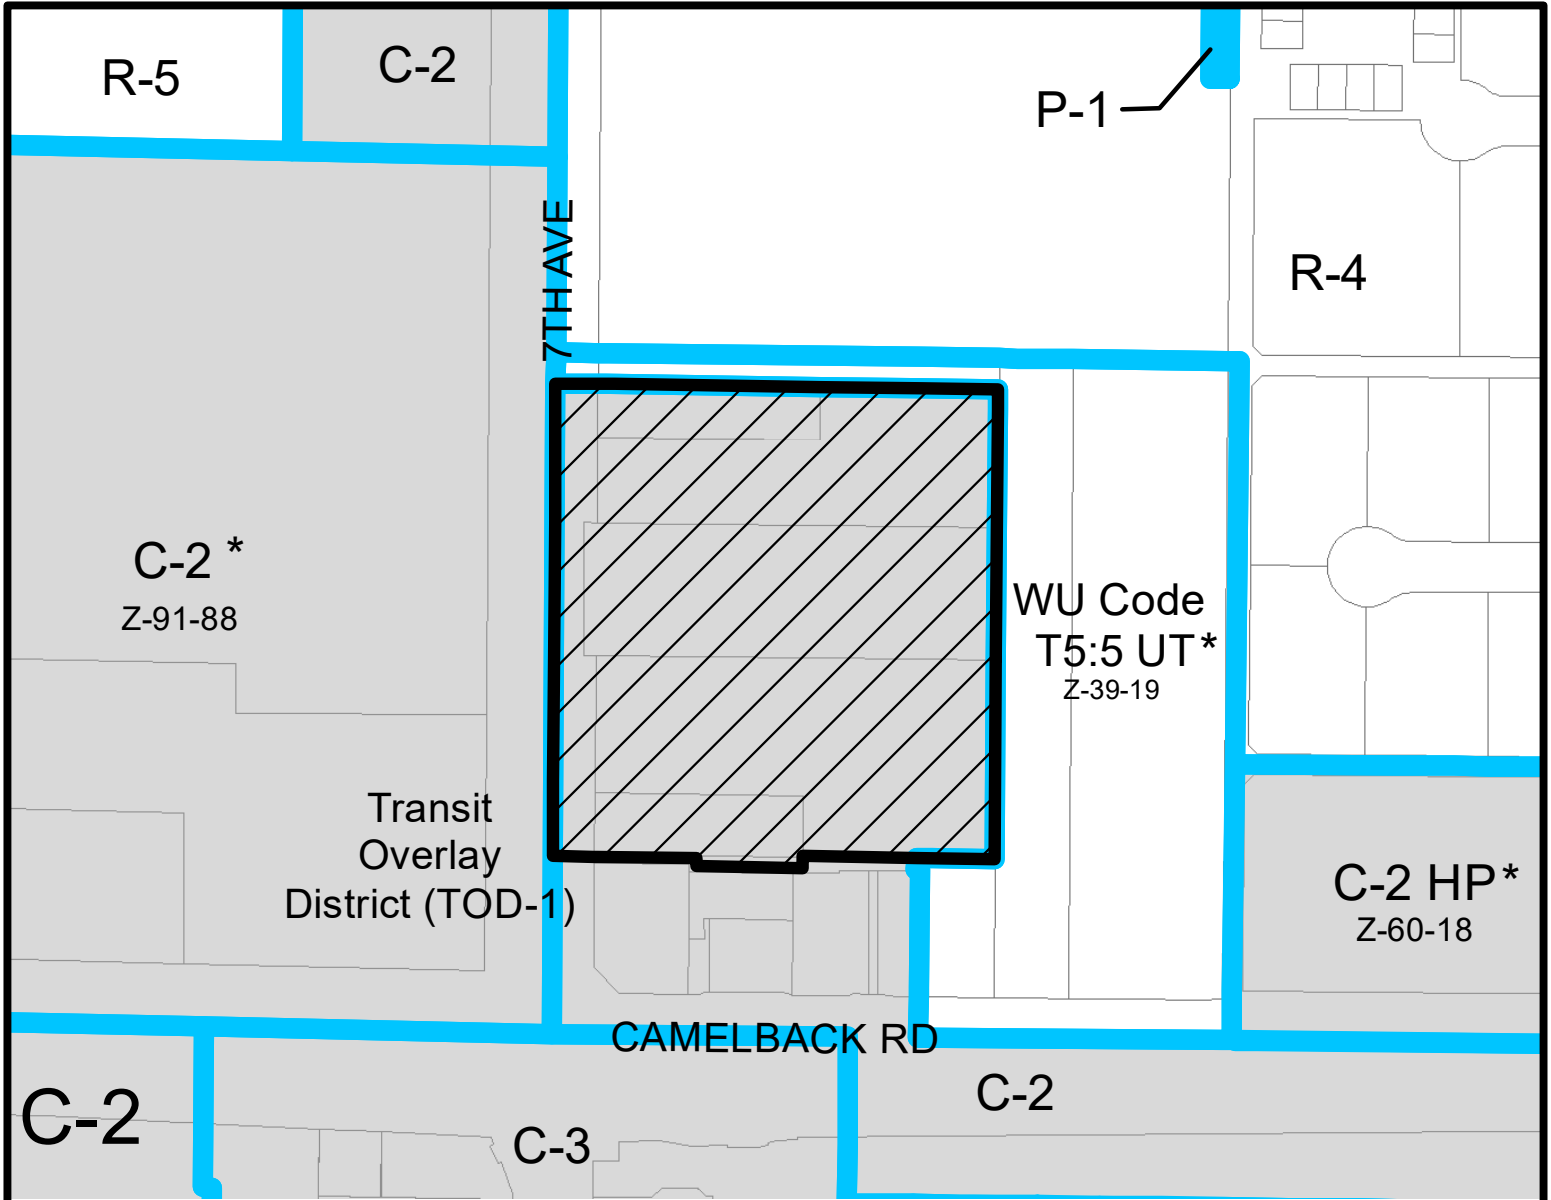 R-5
C-2
P-1
7TH AVE
R-4
C-2 *
Z-91-88
WU Code
T5:5 UT*
Z-39-19
Transit
Overlay
District (TOD-1)
C-2 HP*
Z-60-18
CAMELBACK RD
C-2
C-2
C-3